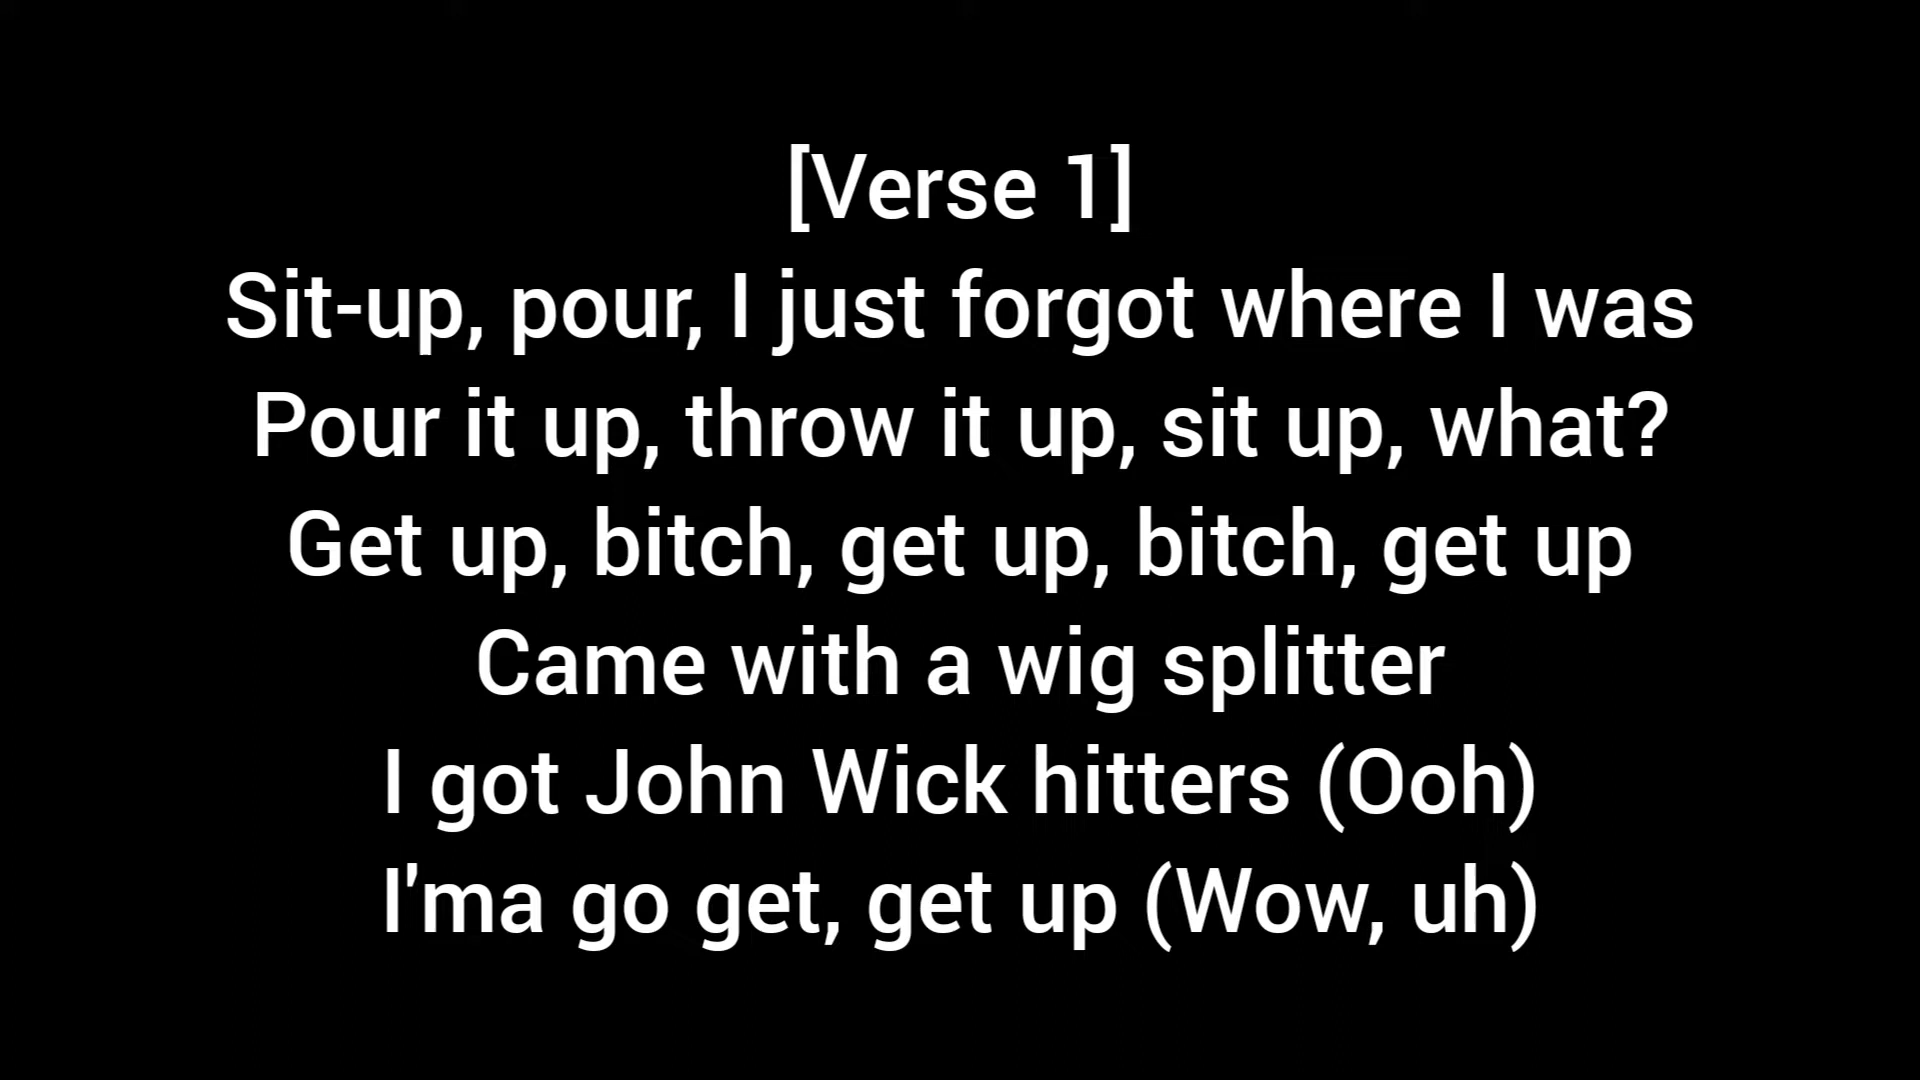 [Verse 1]
Sit-up, pour, I just forgot where I was
Pour it up, throw it up, sit up, what?
Get up, bitch, get up, bitch, get up
Came with a wig splitter
I got John Wick hitters (Ooh)
I'ma go get, get up (Wow, uh)